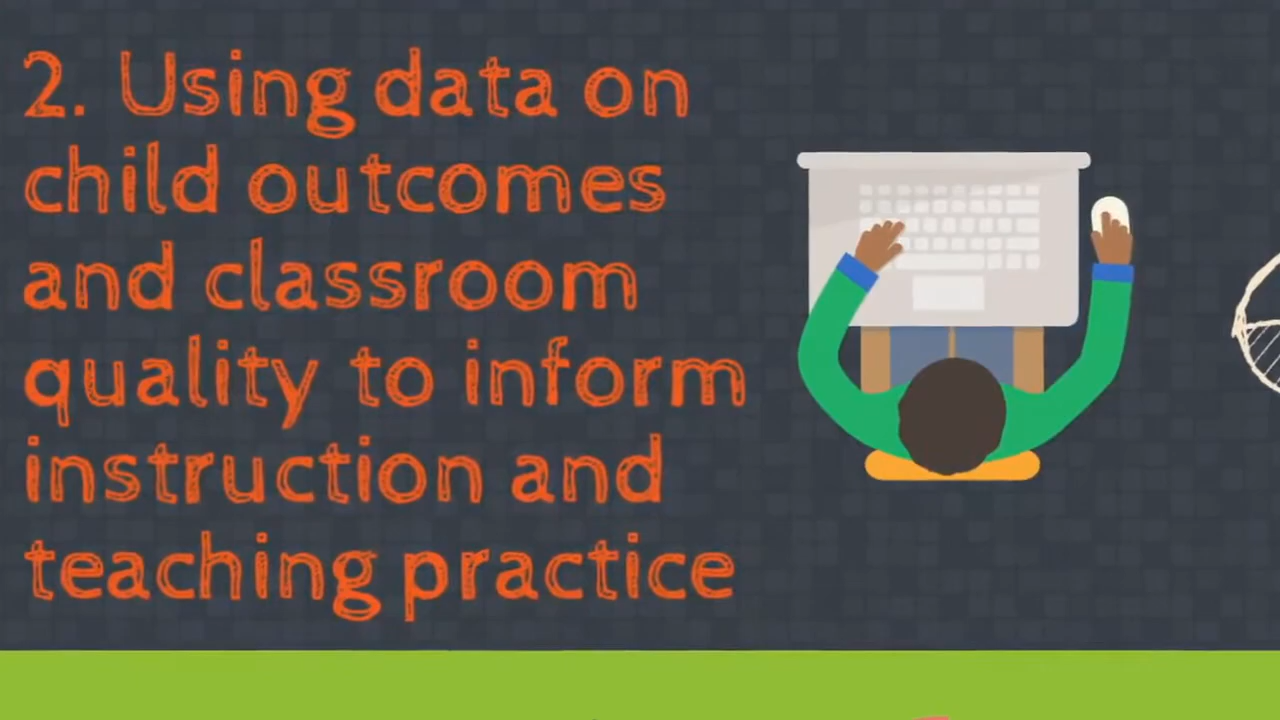 2. Using data on
child outcomes
and classroom
quality to inform
instruction and
teaching practice